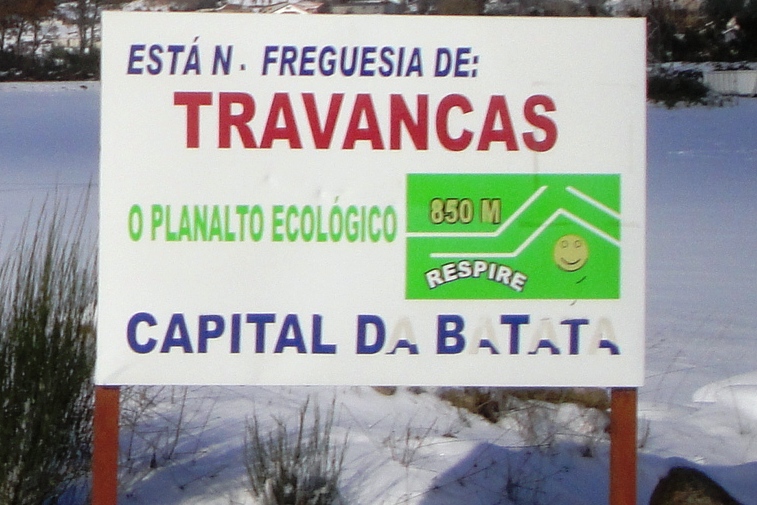 ESTÁ N. FREGUESIA DE:
TRAVANCAS
O PLANALTO ECOLÓGICO
850 M
RESPIRE
CAPITAL DA BATATA